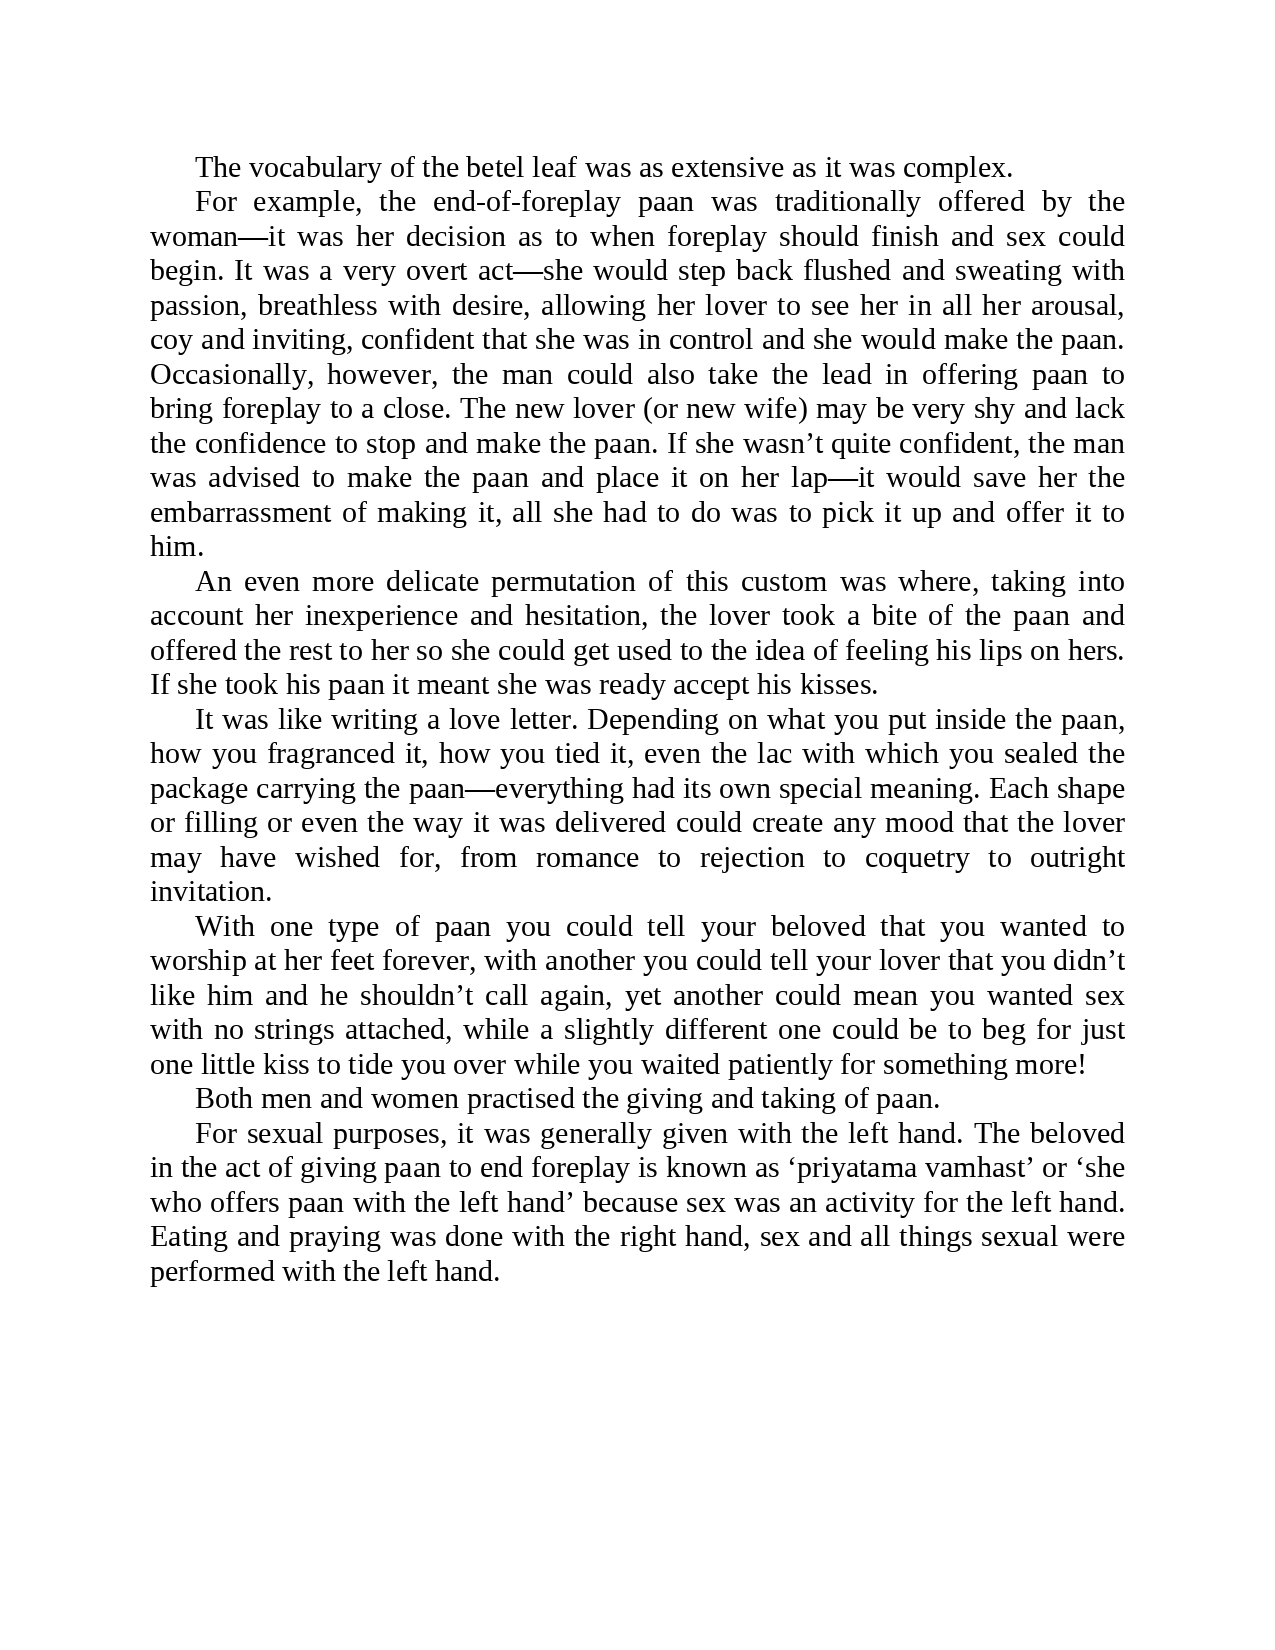 The vocabulary of the betel leaf was as extensive as it was complex.
For example, the end-of-foreplay paan was traditionally offered by the
woman—it was her decision as to when foreplay should finish and sex could
begin. It was a very overt act—she would step back flushed and sweating with
passion, breathless with desire, allowing her lover to see her in all her arousal,
coy and inviting, confident that she was in control and she would make the paan.
Occasionally, however, the man could also take the lead in offering paan to
bring foreplay to a close. The new lover (or new wife) may be very shy and lack
the confidence to stop and make the paan. If she wasn’t quite confident, the man
was advised to make the paan and place it on her lap—it would save her the
embarrassment of making it, all she had to do was to pick it up and offer it to
him.
An even more delicate permutation of this custom was where, taking into
account her inexperience and hesitation, the lover took a bite of the paan and
offered the rest to her so she could get used to the idea of feeling his lips on hers.
If she took his paan it meant she was ready accept his kisses.
It was like writing a love letter. Depending on what you put inside the paan,
how you fragranced it, how you tied it, even the lac with which you sealed the
package carrying the paan—everything had its own special meaning. Each shape
or filling or even the way it was delivered could create any mood that the lover
may have wished for, from romance to rejection to coquetry to outright
invitation.
With one type of paan you could tell your beloved that you wanted to
worship at her feet forever, with another you could tell your lover that you didn’t
like him and he shouldn’t call again, yet another could mean you wanted sex
with no strings attached, while a slightly different one could be to beg for just
one little kiss to tide you over while you waited patiently for something more!
Both men and women practised the giving and taking of paan.
For sexual purposes, it was generally given with the left hand. The beloved
in the act of giving paan to end foreplay is known as ‘priyatama vamhast’ or ‘she
who offers paan with the left hand’ because sex was an activity for the left hand.
Eating and praying was done with the right hand, sex and all things sexual were
performed with the left hand.